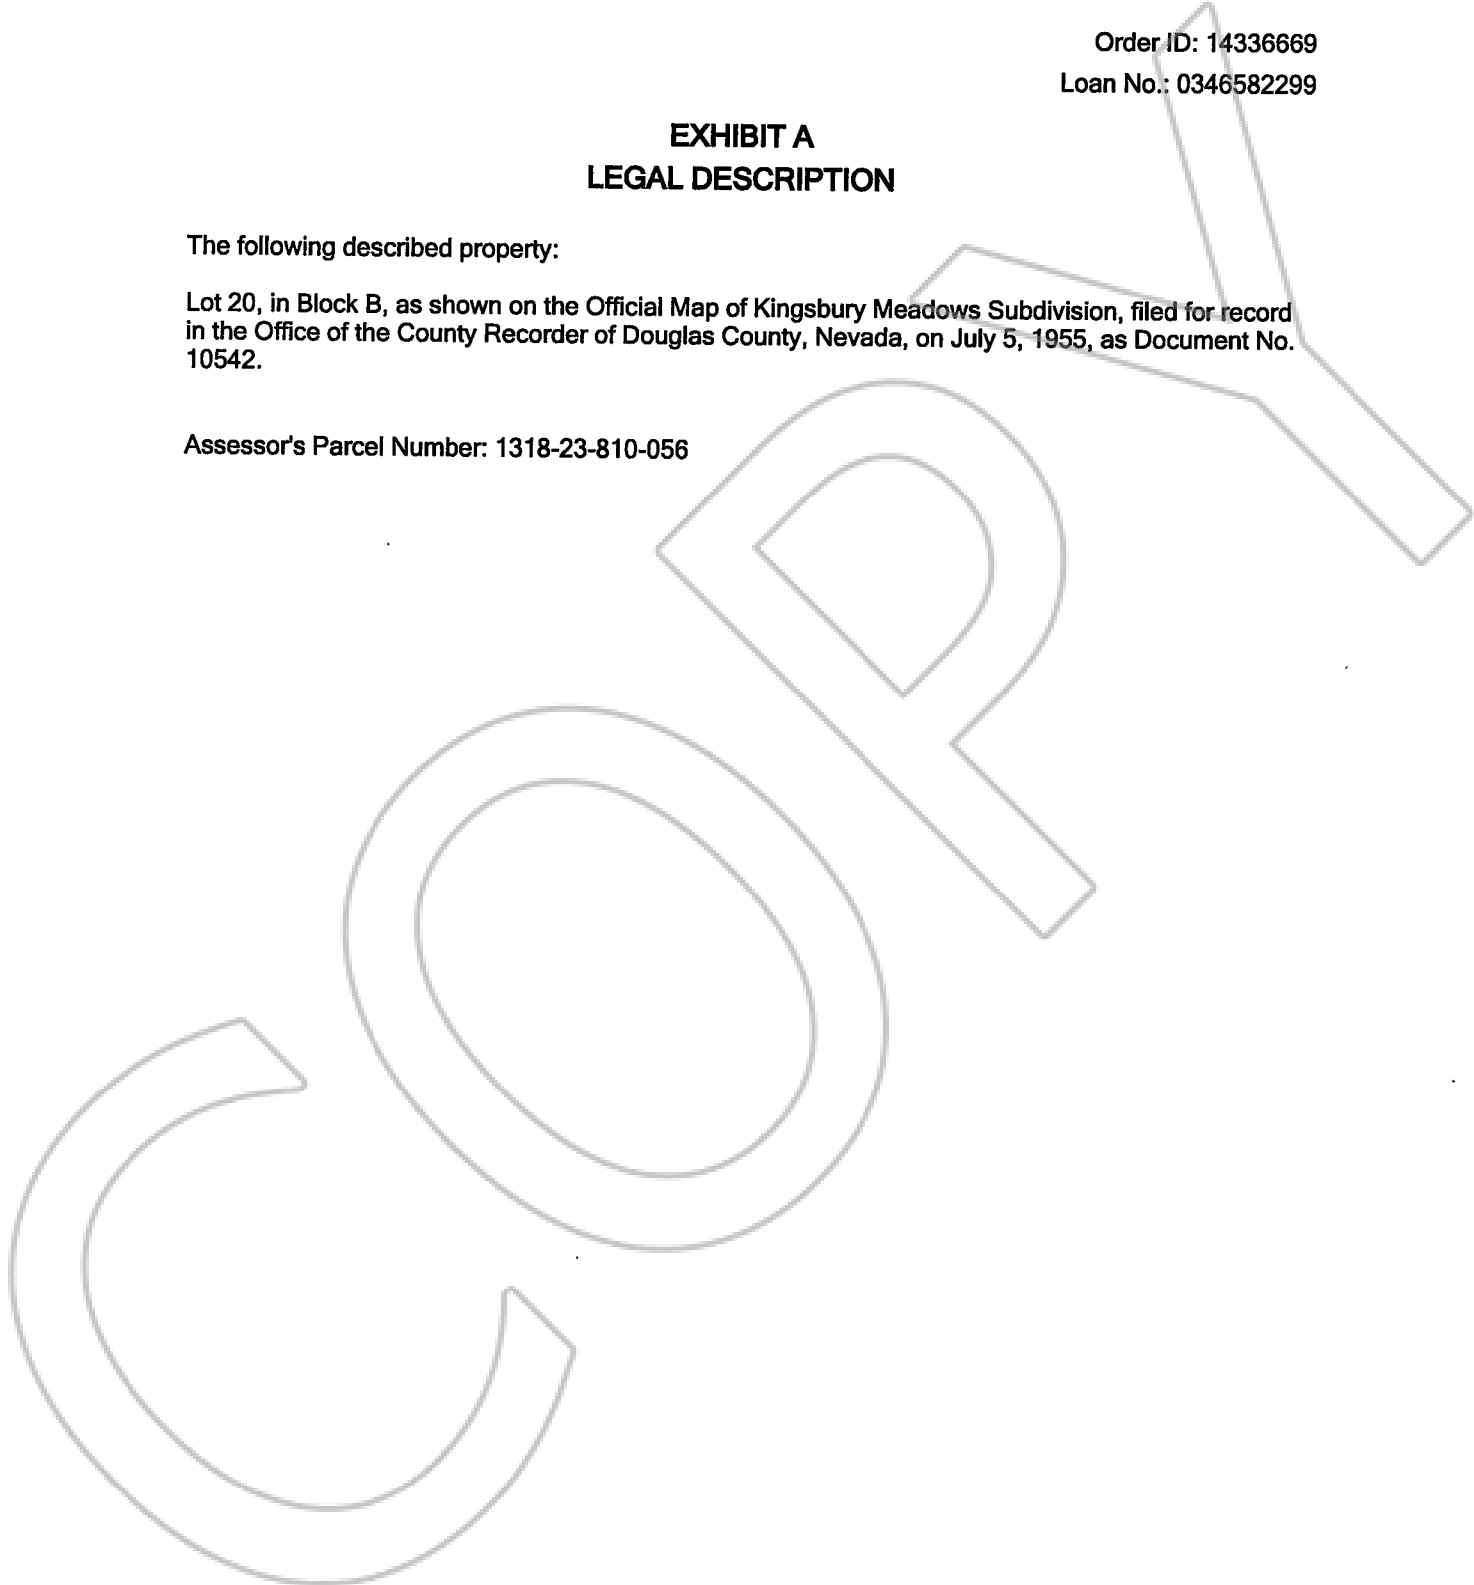 Order ID: 14336669
Loan No.: 0346582299
EXHIBIT A
LEGAL DESCRIPTION
The following described property:
Lot 20, in Block B, as shown on the Official Map of Kingsbury Meadows Subdivision, filed for record
in the Office of the County Recorder of Douglas County, Nevada, on July 5, 1955, as Document No.
10542.
Assessor's Parcel Number: 1318-23-810-056
COPY